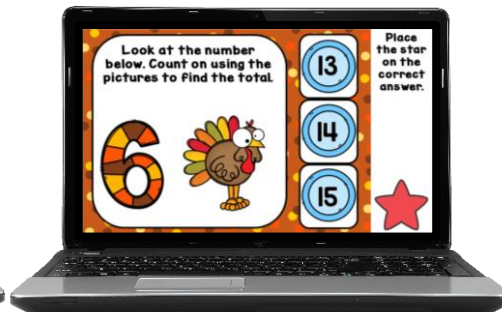 Look at the number
below. Count on using the
pictures to find the total.
6
13
14
15
Place
the star
on the
correct
answer.